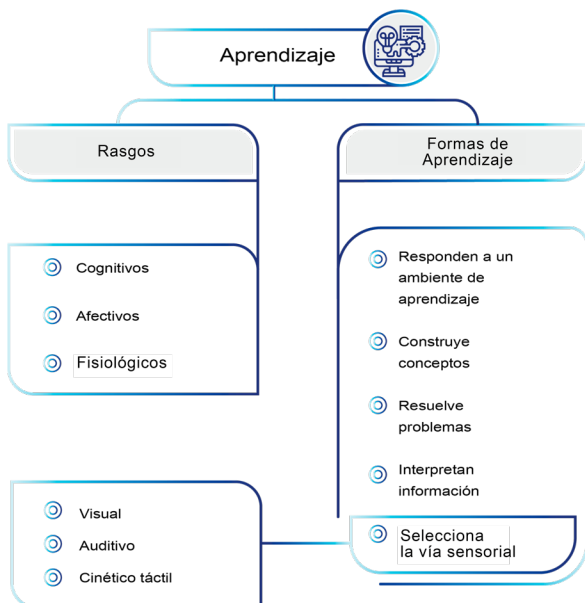 Aprendizaje
Rasgos
Formas de
Aprendizaje
Cognitivos
Afectivos
Fisiológicos
Responden a un
ambiente de
aprendizaje
Construye
conceptos
Resuelve
problemas
Interpretan
información
Selecciona
la vía sensorial
Visual
Auditivo
Cinético táctil